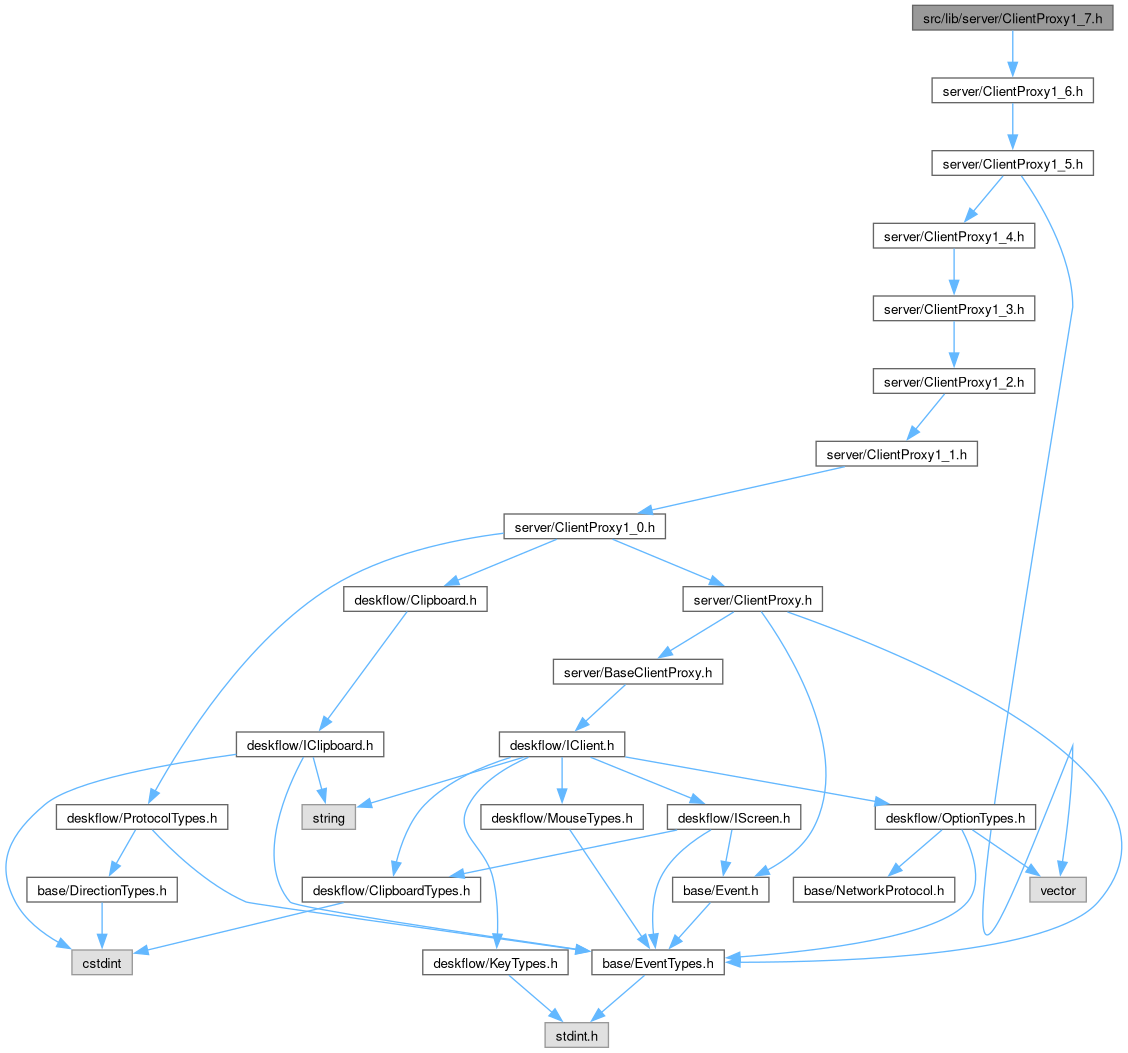 src/lib/server/ClientProxy1_7.h
server/ClientProxy1_6.h
server/ClientProxy1_5.h
server/ClientProxy1_4.h
server/ClientProxy1_3.h
server/ClientProxy1_2.h
server/ClientProxy1_1.h
server/ClientProxy1_0.h
deskflow/Clipboard.h
server/ClientProxy.h
server/BaseClientProxy.h
deskflow/IClipboard.h
deskflow/IClient.h
deskflow/ProtocolTypes.h
string
deskflow/MouseTypes.h
deskflow/IScreen.h
deskflow/OptionTypes.h
base/DirectionTypes.h
deskflow/ClipboardTypes.h
base/Event.h
base/NetworkProtocol.h
vector
cstdint
deskflow/KeyTypes.h
base/EventTypes.h
stdint.h